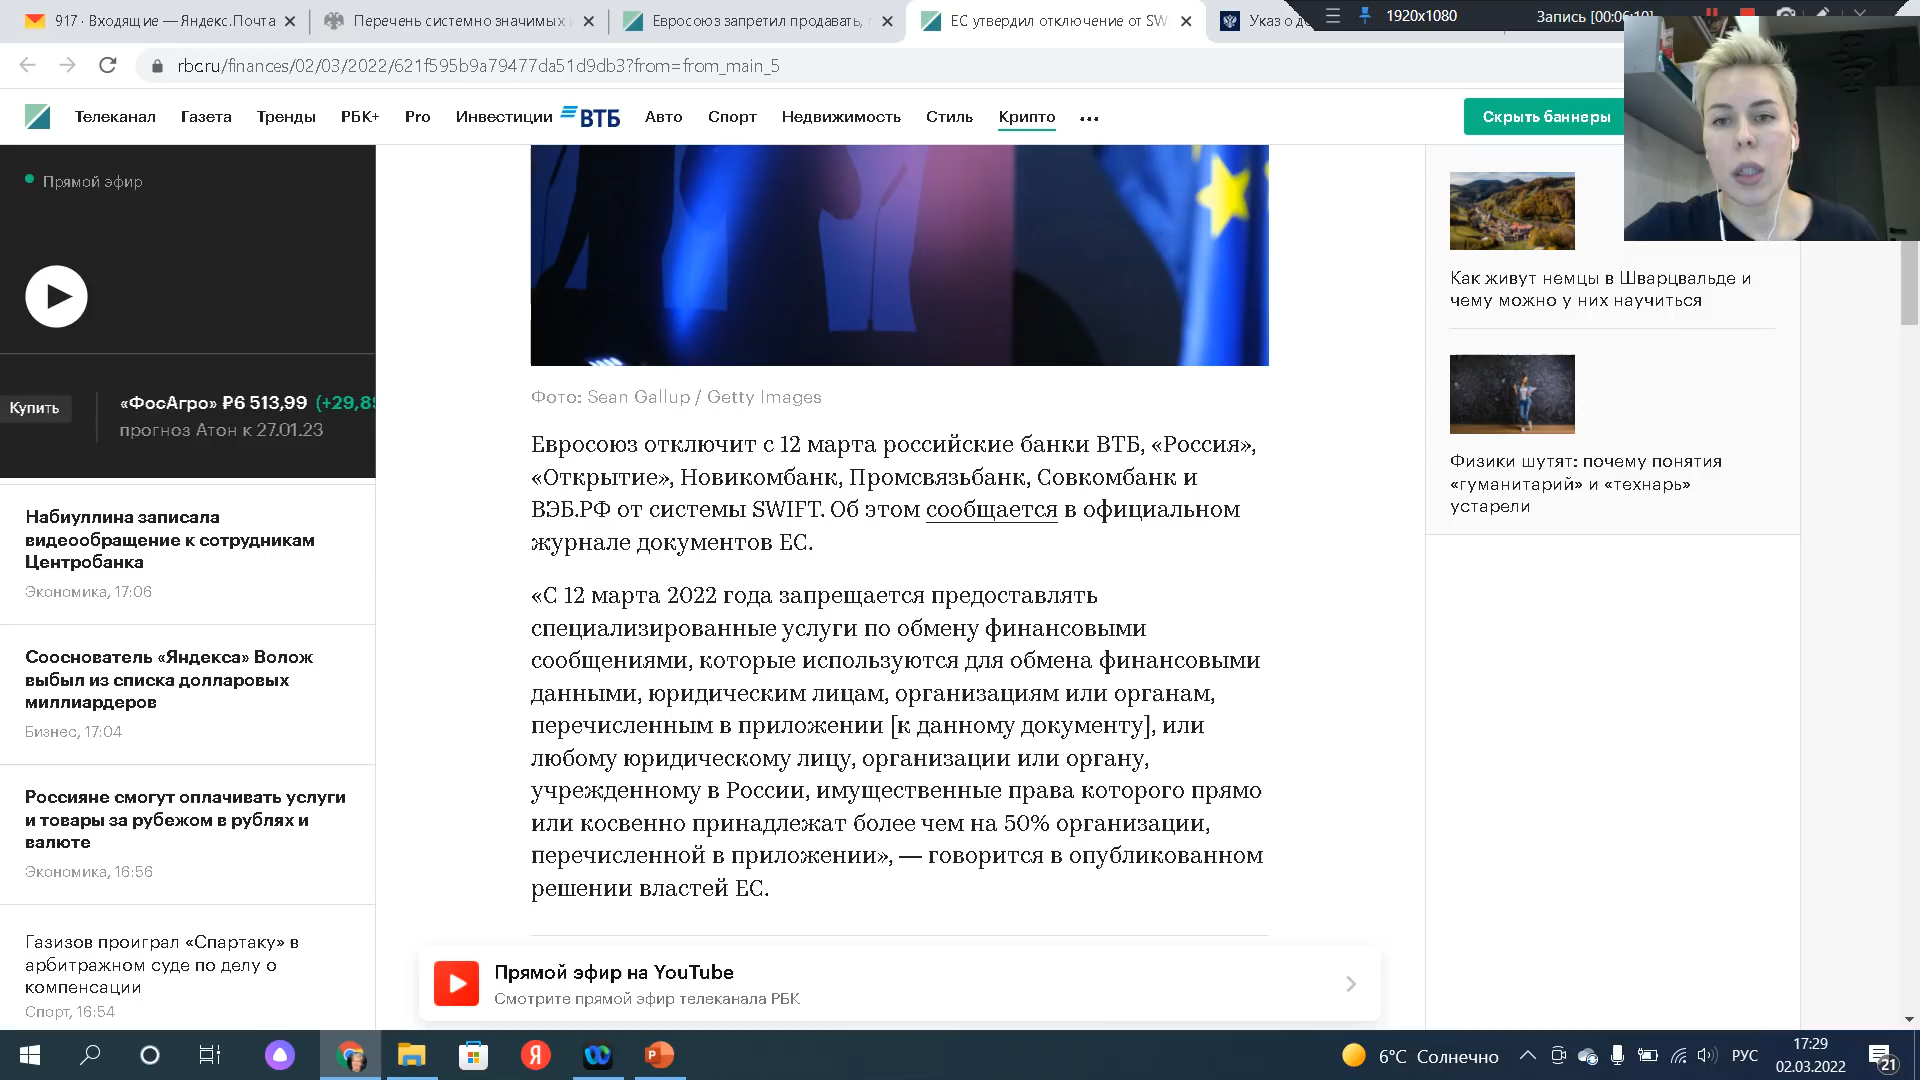 917 · Входящие — Яндекс.Почта
Перечень системно значимых
Евросоюз запретил продавать,
ЕС утвердил отключение от SW
Указ о
1920x1080
Запись [00:06:10]
rbc.ru/finances/02/03/2022/621f595b9a79477da51d9db3?from=from_main_5
Телеканал Газета Тренды РБК+ Pro Инвестиции ВТБ Авто Спорт Недвижимость Стиль Крипто ...
Скрыть баннеры
Прямой эфир
Купить
«ФосАгро» ₽6 513,99 (+29,8
прогноз Атон к 27.01.23
Набиуллина записала
видеообращение к сотрудникам
Центробанка
Экономика, 17:06
Сооснователь «Яндекса» Волож
выбыл из списка долларовых
миллиардеров
Бизнес, 17:04
Россияне смогут оплачивать услуги
и товары за рубежом в рублях и
валюте
Экономика, 16:56
Газизов проиграл «Спартаку» в
арбитражном суде по делу о
компенсации
Спорт, 16:54
Фото: Sean Gallup / Getty Images
Евросоюз отключит с 12 марта российские банки ВТБ, «Россия»,
«Открытие», Новикомбанк, Промсвязьбанк, Совкомбанк и
ВЭБ.РФ от системы SWIFT. Об этом сообщается в официальном
журнале документов ЕС.
«С 12 марта 2022 года запрещается предоставлять
специализированные услуги по обмену финансовыми
сообщениями, которые используются для обмена финансовыми
данными, юридическим лицам, организациям или органам,
перечисленным в приложении [к данному документу], или
любому юридическому лицу, организации или органу,
учрежденному в России, имущественные права которого прямо
или косвенно принадлежат более чем на 50% организации,
перечисленной в приложении», — говорится в опубликованном
решении властей ЕС.
Прямой эфир на YouTube
Смотрите прямой эфир телеканала РБК
Как живут немцы в Шварцвальде и
чему можно у них научиться
Физики шутят: почему понятия
«гуманитарий» и «технарь»
устарели
6°C Солнечно
РУС
17:29
02.03.2022
21